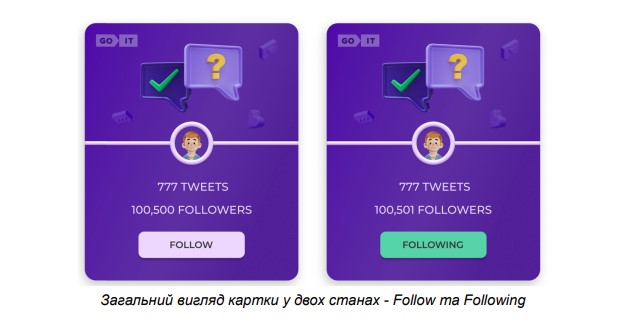 GO IT
?
777 TWEETS
100,500 FOLLOWERS
FOLLOW
GO IT
?
777 TWEETS
100,501 FOLLOWERS
FOLLOWING
Загальний вигляд картки у двох станах - Follow та Following